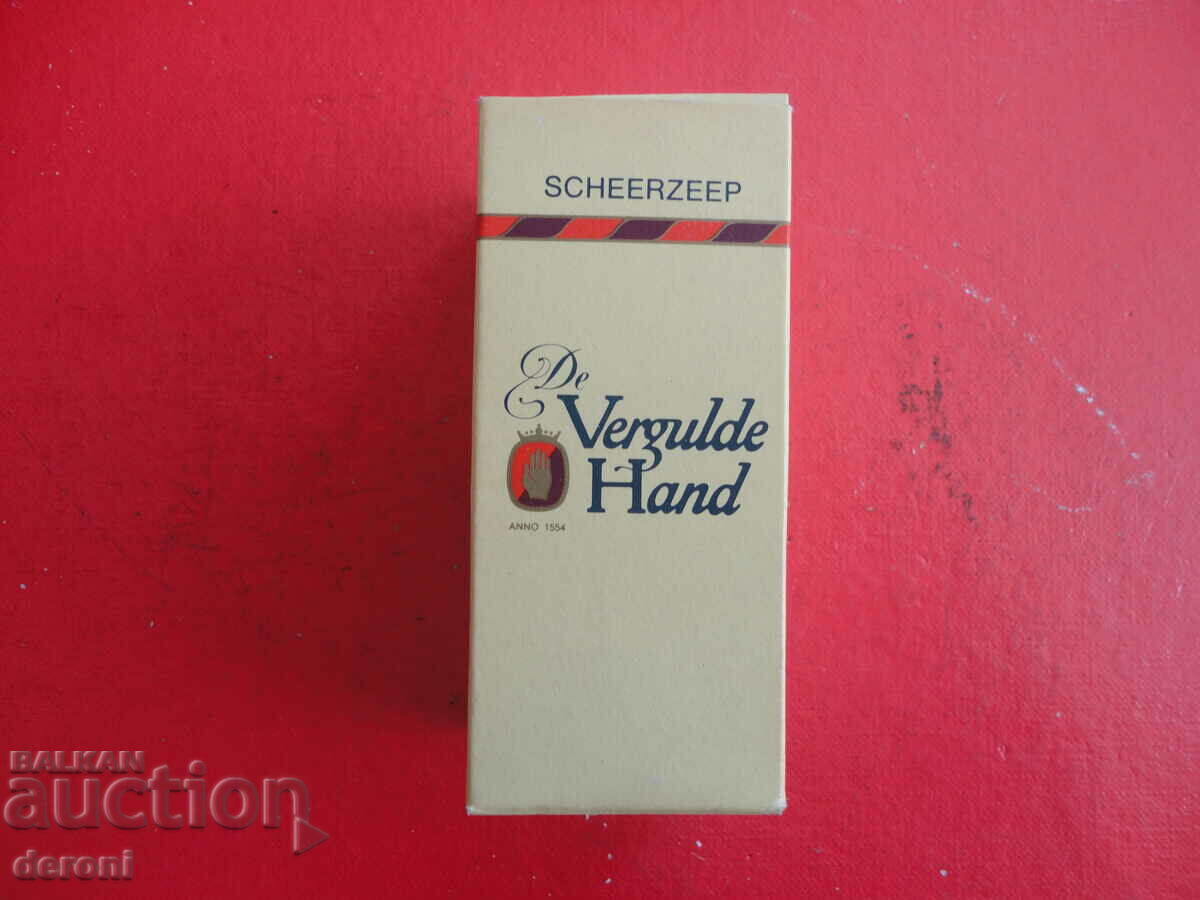 SCHEERZEEP
De
Vergulde
Hand
ANNO 1554
BALKAN
auction
deroni